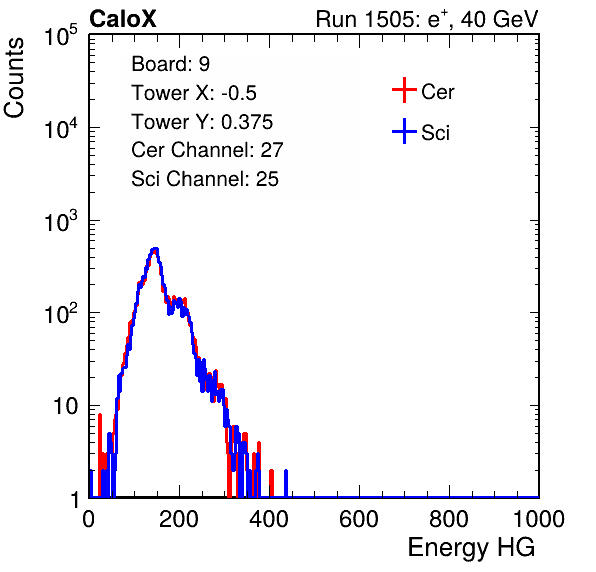 CaloX Run 1505: e⁺, 40 GeV
Counts
Board: 9
Tower X: -0.5
Tower Y: 0.375
Cer Channel: 27
Sci Channel: 25
Cer
Sci
10⁵
10⁴
10³
10²
10
1
0 200 400 600 800 1000
Energy HG